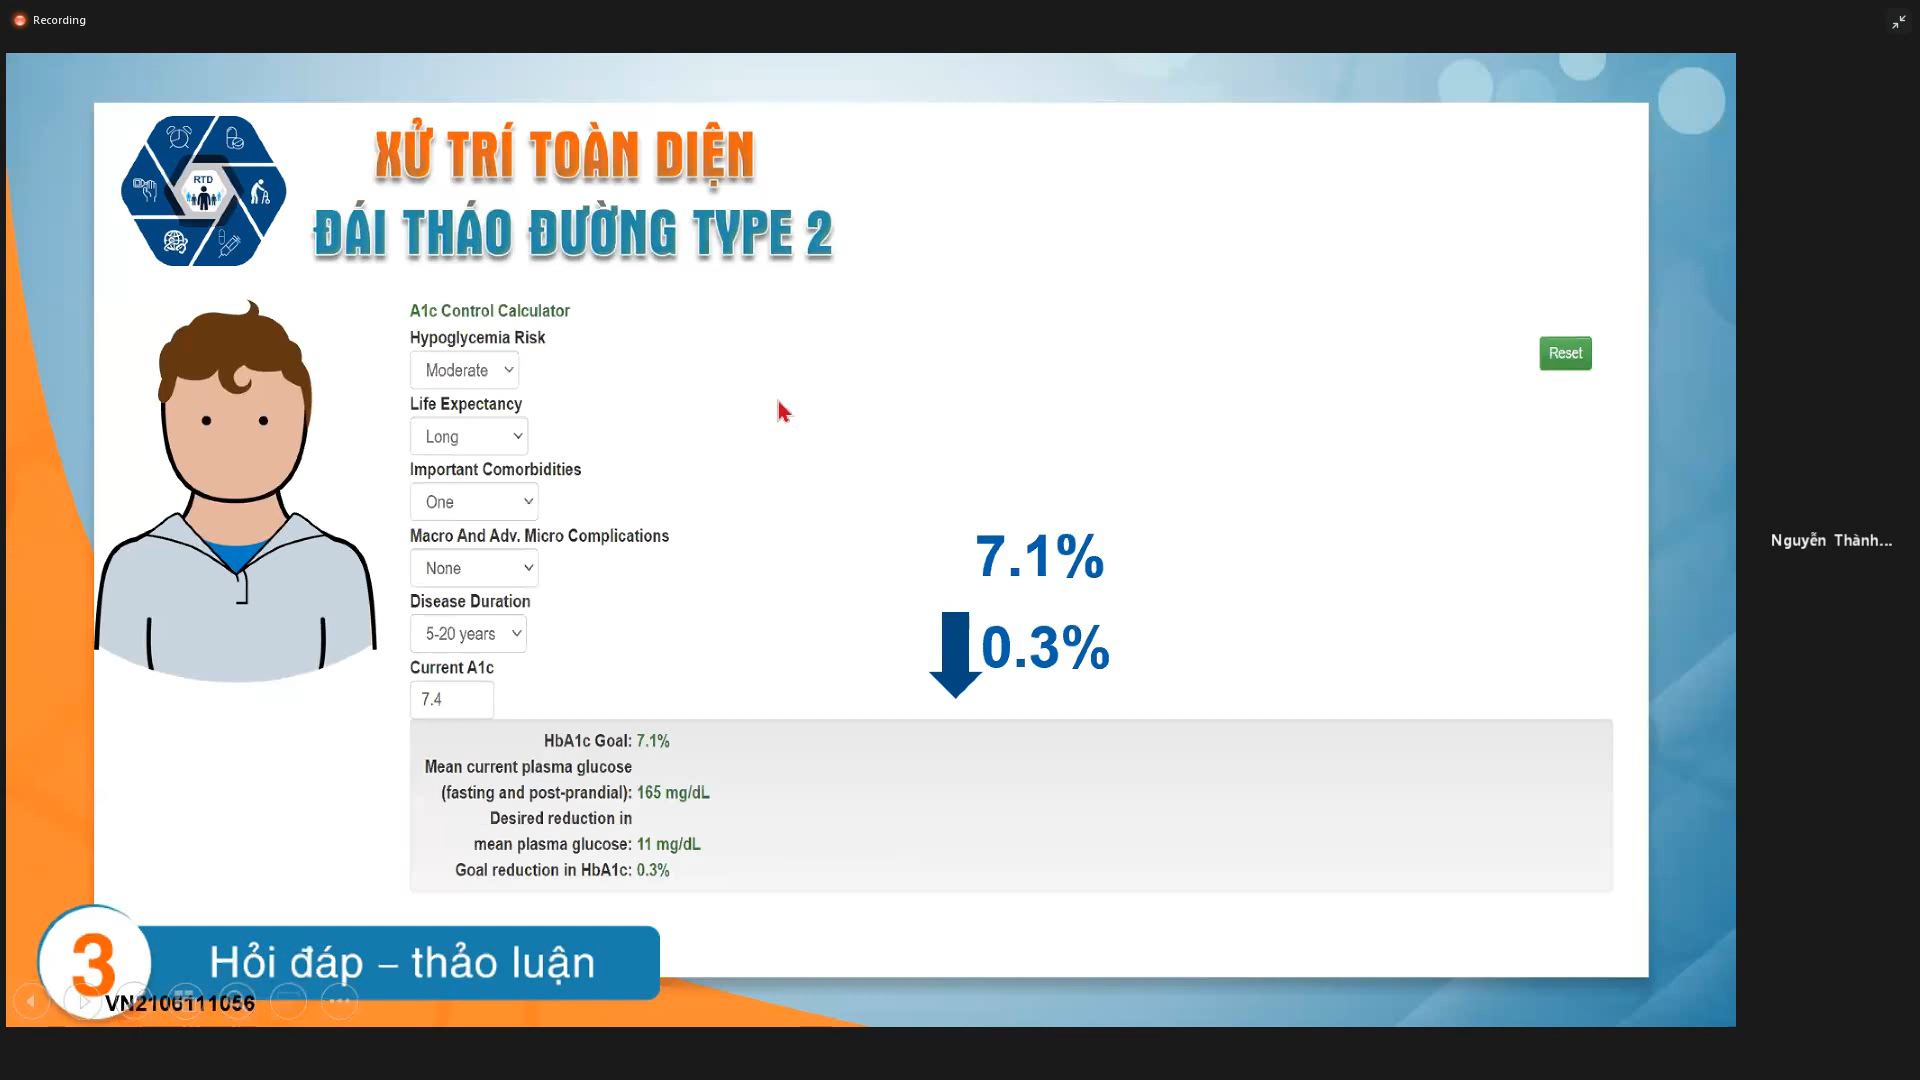 Recording
RTD
XỬ TRÍ TOÀN DIỆN
ĐÁI THÁO ĐƯỜNG TYPE 2
A1c Control Calculator
Hypoglycemia Risk
Moderate
Reset
Life Expectancy
Long
Important Comorbidities
One
Macro And Adv. Micro Complications
None
Disease Duration
5-20 years
Current A1c
7.4
7.1%
0.3%
HbA1c Goal: 7.1%
Mean current plasma glucose
(fasting and post-prandial): 165 mg/dL
Desired reduction in
mean plasma glucose: 11 mg/dL
Goal reduction in HbA1c: 0.3%
3 Hỏi đáp – thảo luận
VN2106111056
Nguyễn Thành...